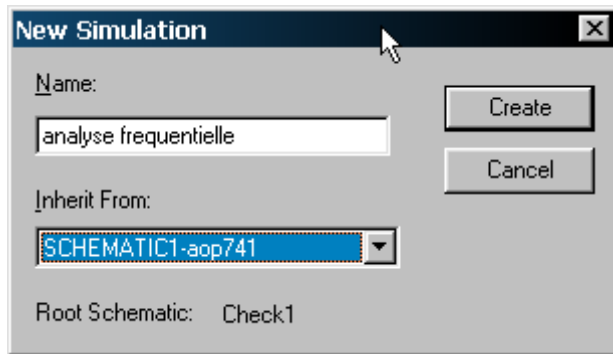 New Simulation
Name:
Create
analyse frequentielle
Cancel
Inherit From:
SCHEMATIC1-aop741
Root Schematic: Check1